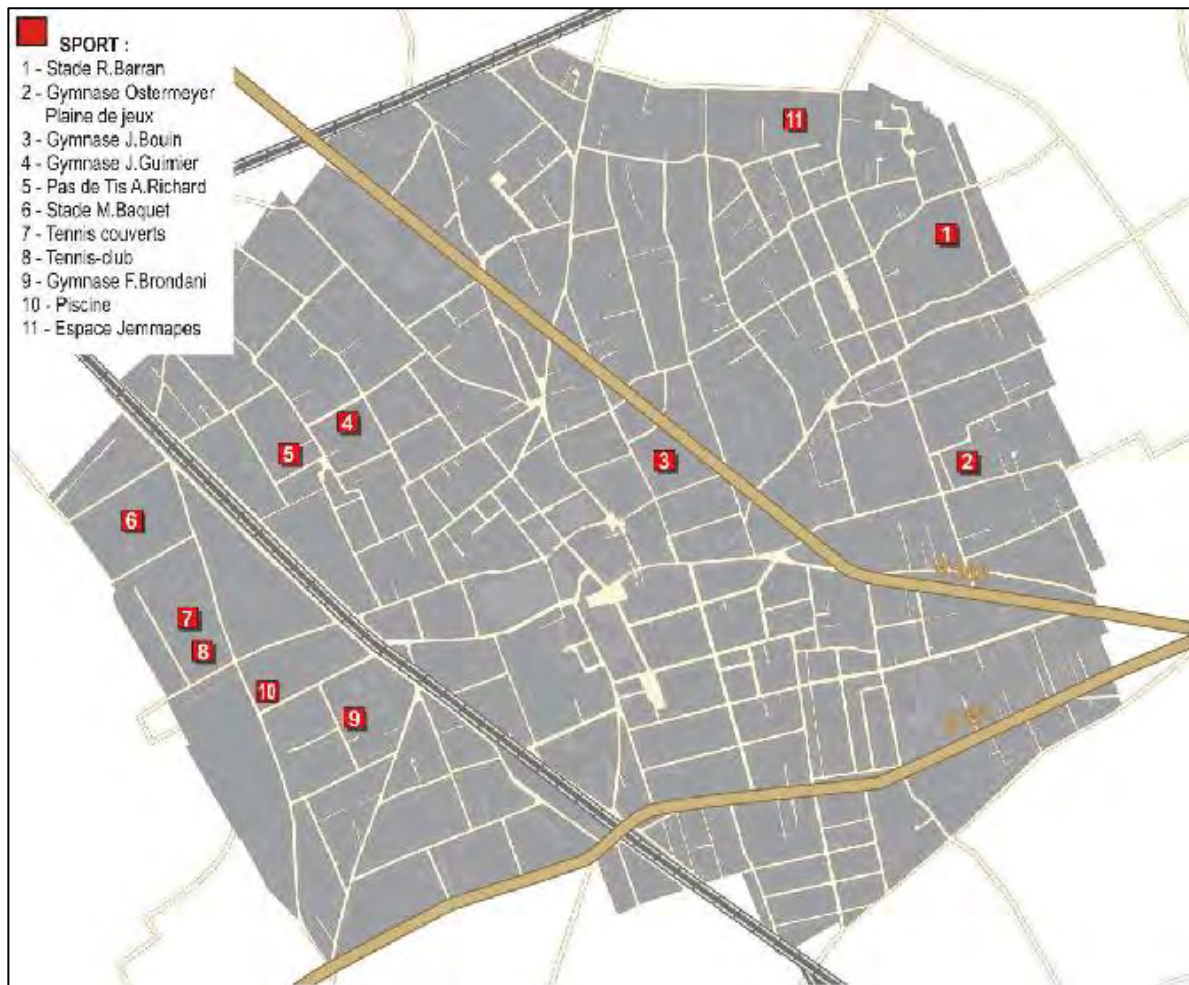 SPORT :
1 - Stade R.Barran
2 - Gymnase Ostermeyer
Plaine de jeux
3 - Gymnase J.Bouin
4 - Gymnase J.Guimier
5 - Pas de Tis A.Richard
6 - Stade M.Baquet
7 - Tennis couverts
8 - Tennis-club
9 - Gymnase F.Brondani
10 - Piscine
11 - Espace Jemmapes
11
1
4
5
3
2
6
7
8
10
9